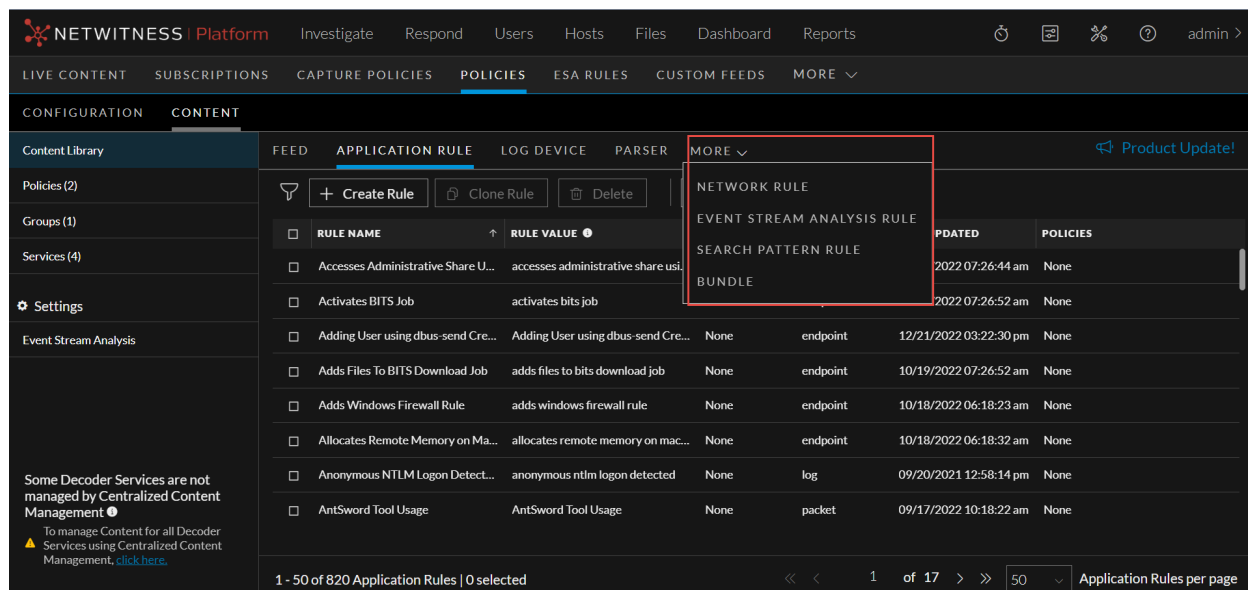 NETWITNESS | Platform Investigate Respond Users Hosts Files Dashboard Reports admin >
LIVE CONTENT SUBSCRIPTIONS CAPTURE POLICIES POLICIES ESA RULES CUSTOM FEEDS MORE
CONFIGURATION CONTENT
Content Library
Policies (2)
Groups (1)
Services (4)
Settings
Event Stream Analysis
Some Decoder Services are not
managed by Centralized Content
Management
To manage Content for all Decoder
Services using Centralized Content
Management, click here.
FEED APPLICATION RULE LOG DEVICE PARSER MORE Product Update!
+ Create Rule Clone Rule Delete
NETWORK RULE
EVENT STREAM ANALYSIS RULE
SEARCH PATTERN RULE
BUNDLE
RULE NAME ↑ RULE VALUE PDATED POLICIES
Accesses Administrative Share U... accesses administrative share usi. 2022 07:26:44 am None
Activates BITS Job activates bits job 2022 07:26:52 am None
Adding User using dbus-send Cre... Adding User using dbus-send Cre... None endpoint 12/21/2022 03:22:30 pm None
Adds Files To BITS Download Job adds files to bits download job None endpoint 10/19/2022 07:26:52 am None
Adds Windows Firewall Rule adds windows firewall rule None endpoint 10/18/2022 06:18:23 am None
Allocates Remote Memory on Ma... allocates remote memory on mac... None endpoint 10/18/2022 06:18:32 am None
Anonymous NTLM Logon Detect... anonymous ntlm logon detected None log 09/20/2021 12:58:14 pm None
AntSword Tool Usage AntSword Tool Usage None packet 09/17/2022 10:18:22 am None
1 - 50 of 820 Application Rules | 0 selected << < 1 of 17 > >> 50 Application Rules per page